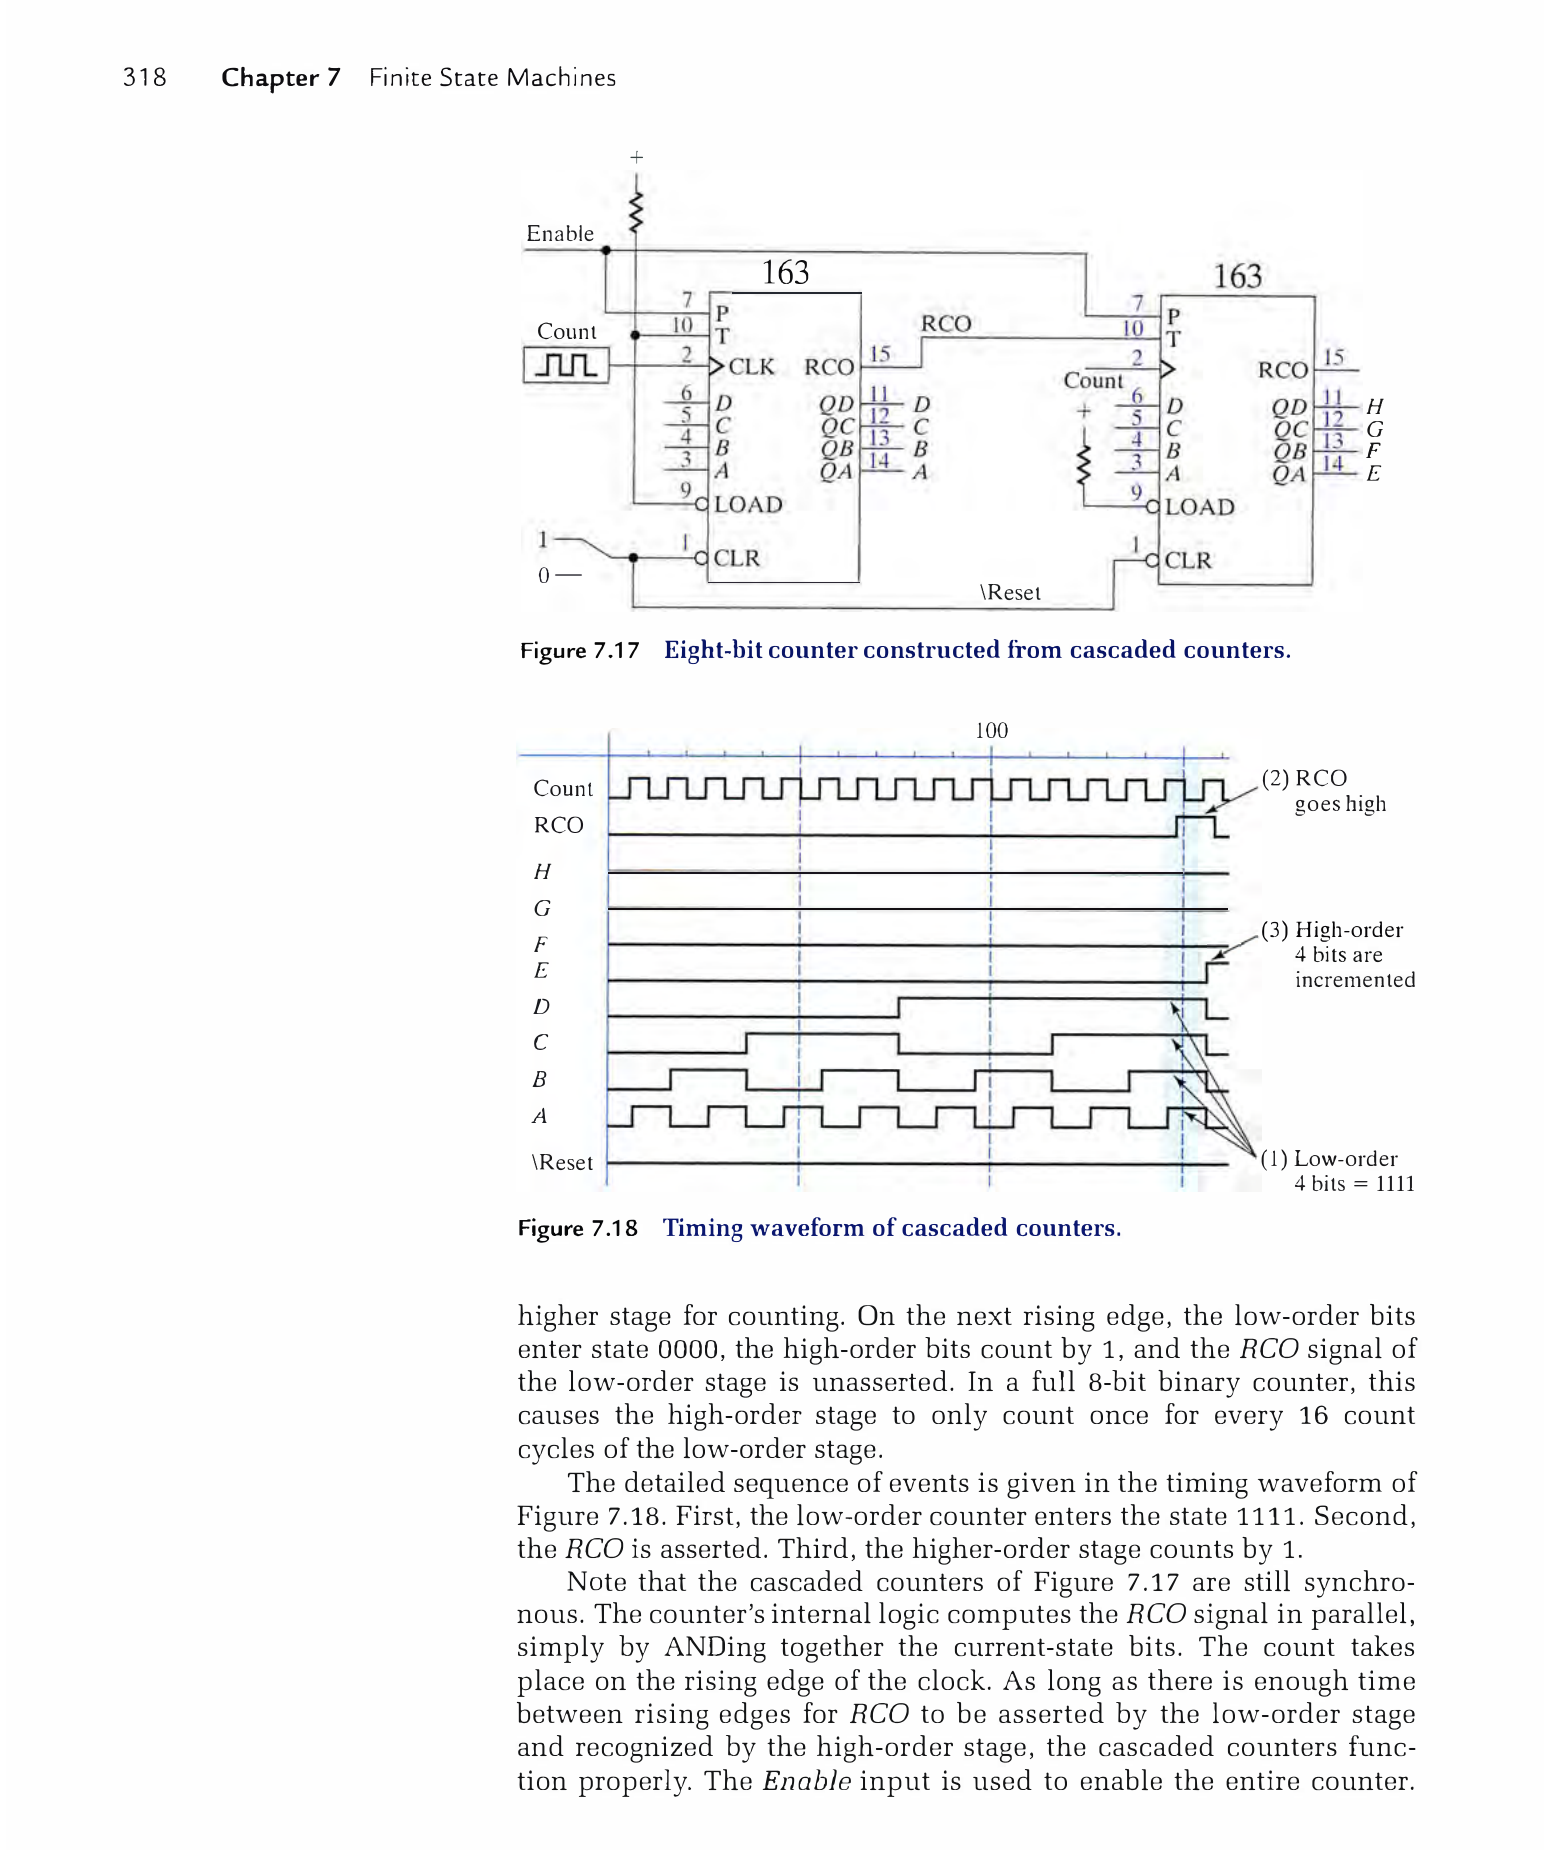 318 Chapter 7 Finite State Machines
+
Enable
163
163
7
P
10
T
Count
2
CLK
RCO
15
RCO
6
D
5
C
4
B
3
A
QD
11
D
QC
12
C
QB
13
B
QA
14
A
9
LOAD
1
0
1
CLR
\Reset
7
P
10
T
2
Count
RCO
15
+
6
D
5
C
4
B
3
A
QD
11
H
QC
12
G
QB
13
F
QA
14
E
9
LOAD
1
CLR
Figure 7.17 Eight-bit counter constructed from cascaded counters.
100
Count
RCO
H
G
F
E
D
C
B
A
\Reset
(2) RCO
goes high
(3) High-order
4 bits are
incremented
(1) Low-order
4 bits = 1111
Figure 7.18 Timing waveform of cascaded counters.
higher stage for counting. On the next rising edge, the low-order bits
enter state 0000, the high-order bits count by 1, and the RCO signal of
the low-order stage is unasserted. In a full 8-bit binary counter, this
causes the high-order stage to only count once for every 16 count
cycles of the low-order stage.
The detailed sequence of events is given in the timing waveform of
Figure 7.18. First, the low-order counter enters the state 1111. Second,
the RCO is asserted. Third, the higher-order stage counts by 1.
Note that the cascaded counters of Figure 7.17 are still synchro-
nous. The counter's internal logic computes the RCO signal in parallel,
simply by ANDing together the current-state bits. The count takes
place on the rising edge of the clock. As long as there is enough time
between rising edges for RCO to be asserted by the low-order stage
and recognized by the high-order stage, the cascaded counters func-
tion properly. The Enable input is used to enable the entire counter.